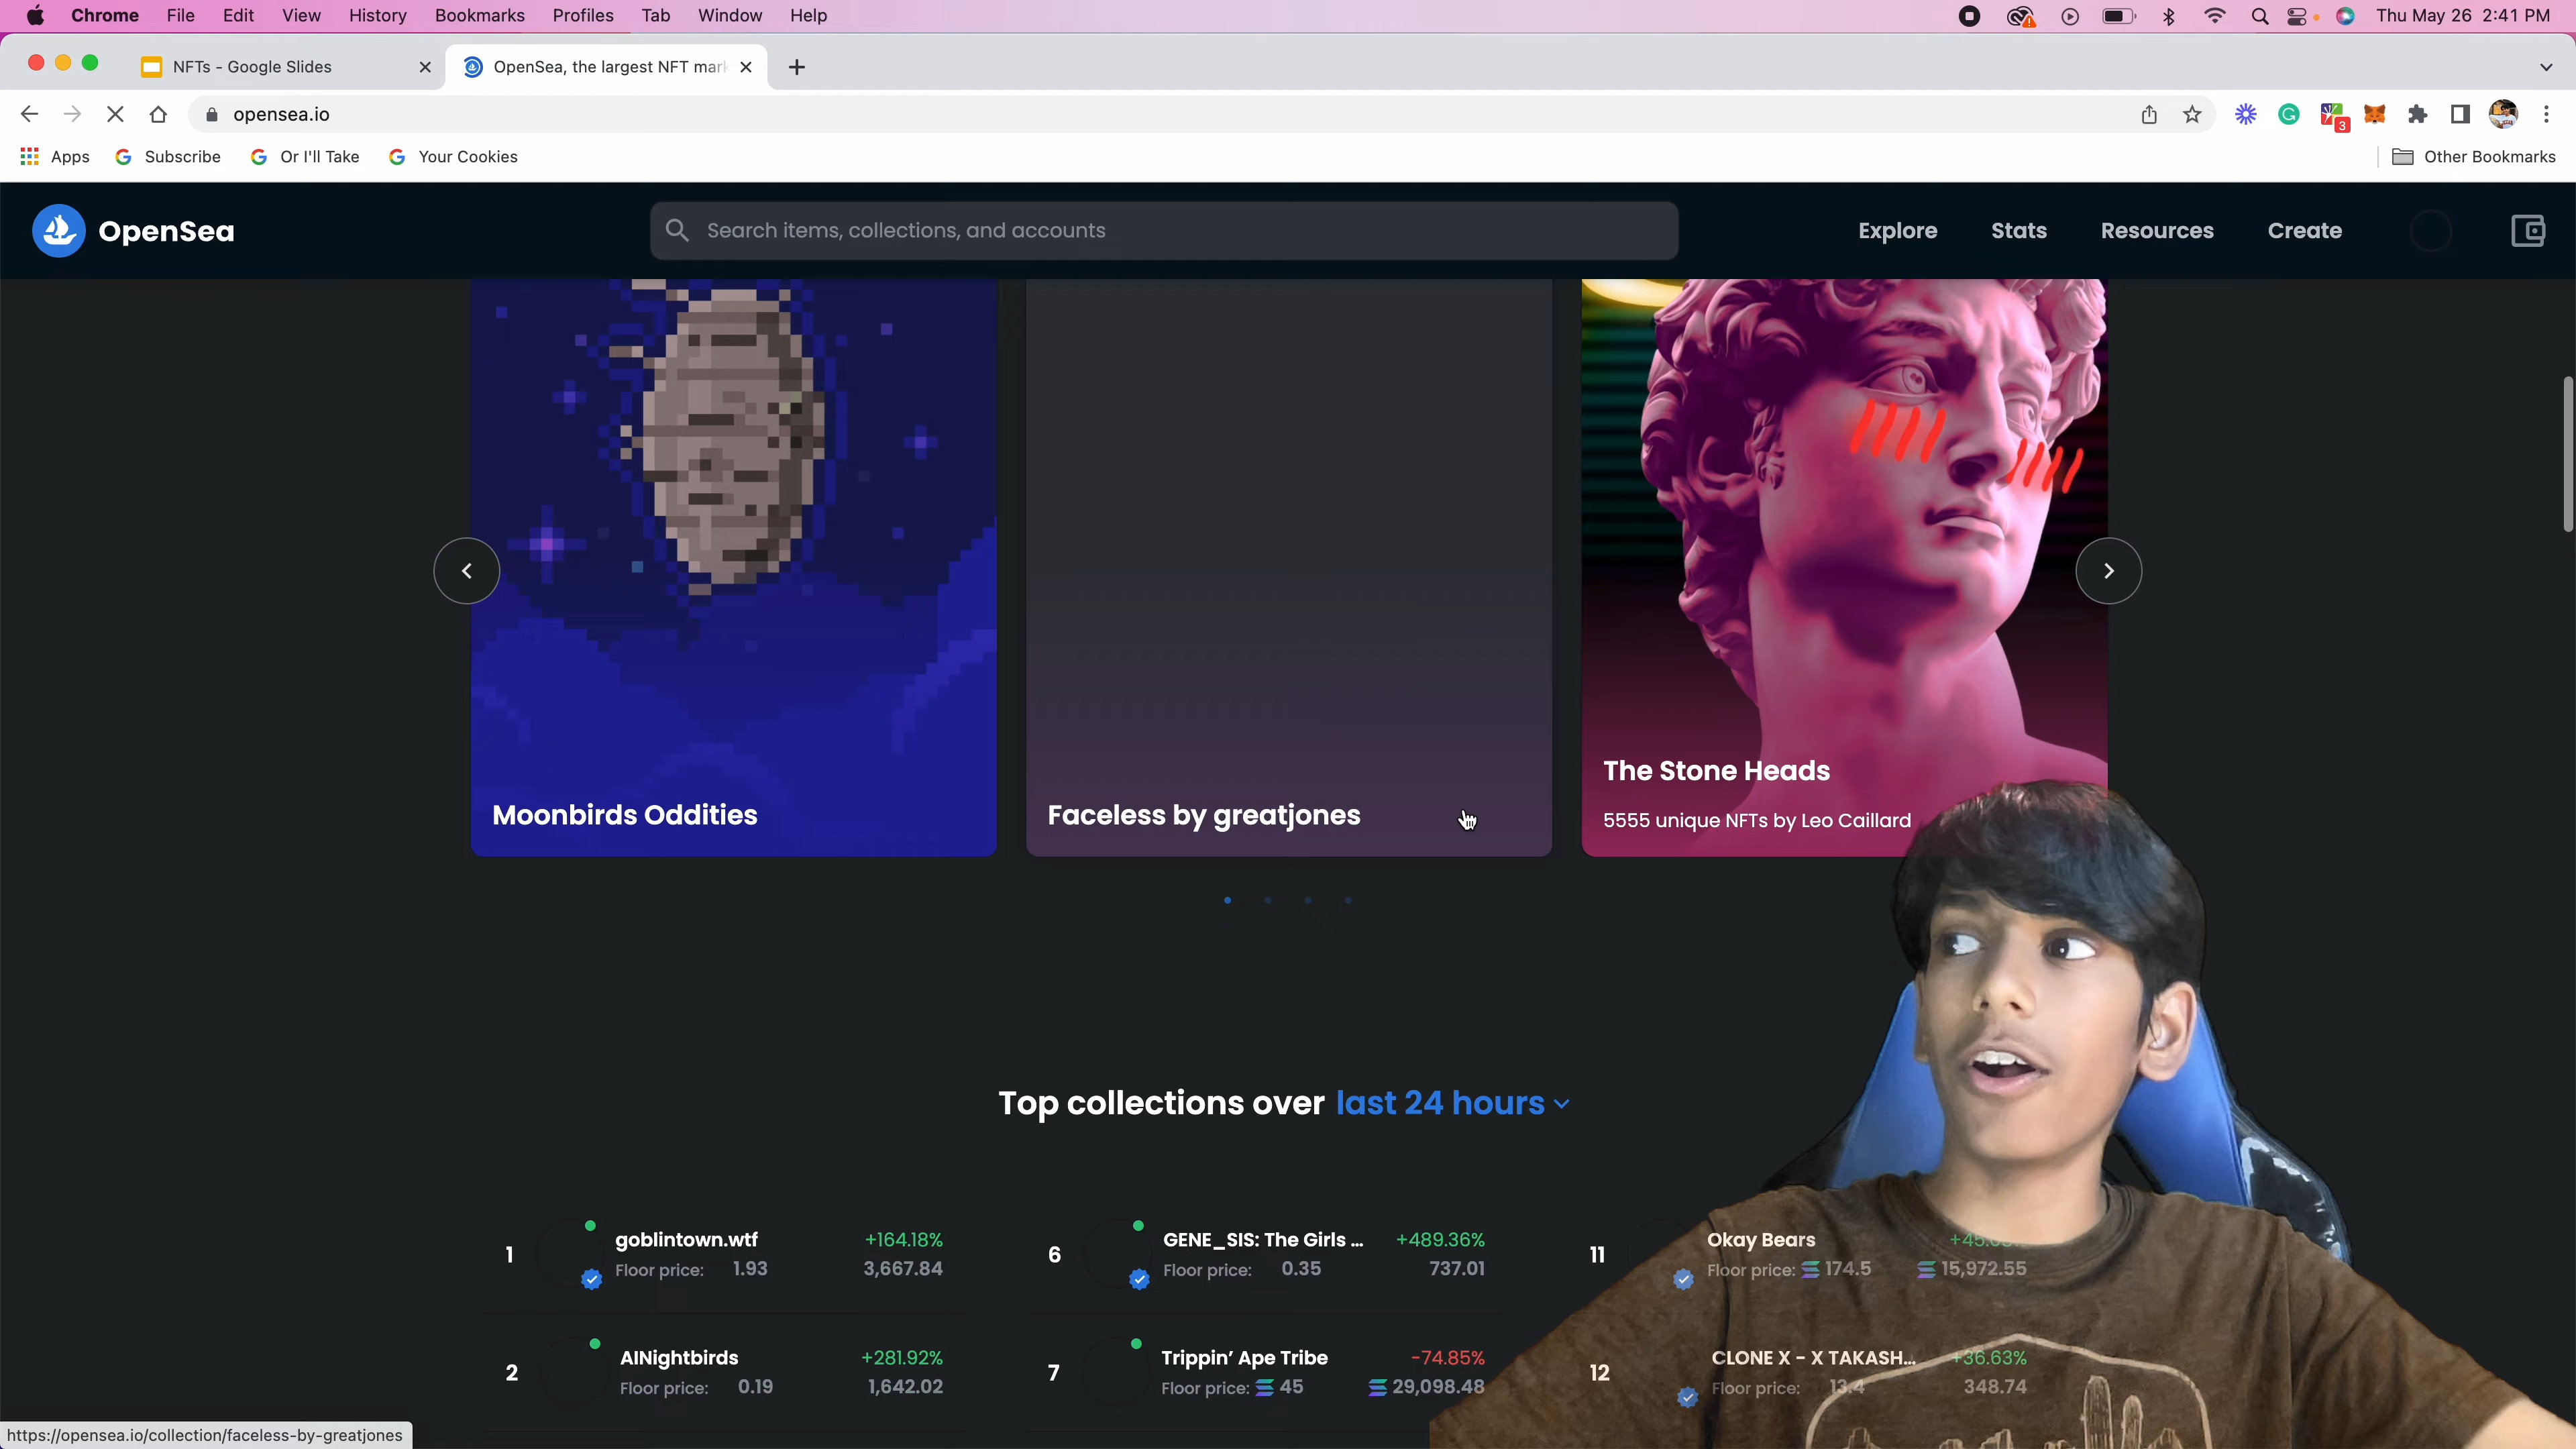 Chrome File Edit View History Bookmarks Profiles Tab Window Help Thu May 26 2:41 PM
NFTs - Google Slides OpenSea, the largest NFT mar
opensea.io 3
Apps Subscribe Or I'll Take Your Cookies Other Bookmarks
OpenSea Search items, collections, and accounts Explore Stats Resources Create
The Stone Heads
Moonbirds Oddities Faceless by greatjones 5555 unique NFTs by Leo Caillard
Top collections over last 24 hours
1 goblintown.wtf +164.18% 6 GENE_SIS: The Girls ... +489.36% 11 Okay Bears
Floor price: 1.93 3,667.84 Floor price: 0.35 737.01 Floor price: 174.5 15,972.55
2 AINightbirds +281.92% 7 Trippin' Ape Tribe -74.85% 12 CLONE X - X TAKASH... +36.63%
Floor price: 0.19 1,642.02 Floor price: 45 29,098.48 Floor price: 13.4 348.74
https://opensea.io/collection/faceless-by-greatjones